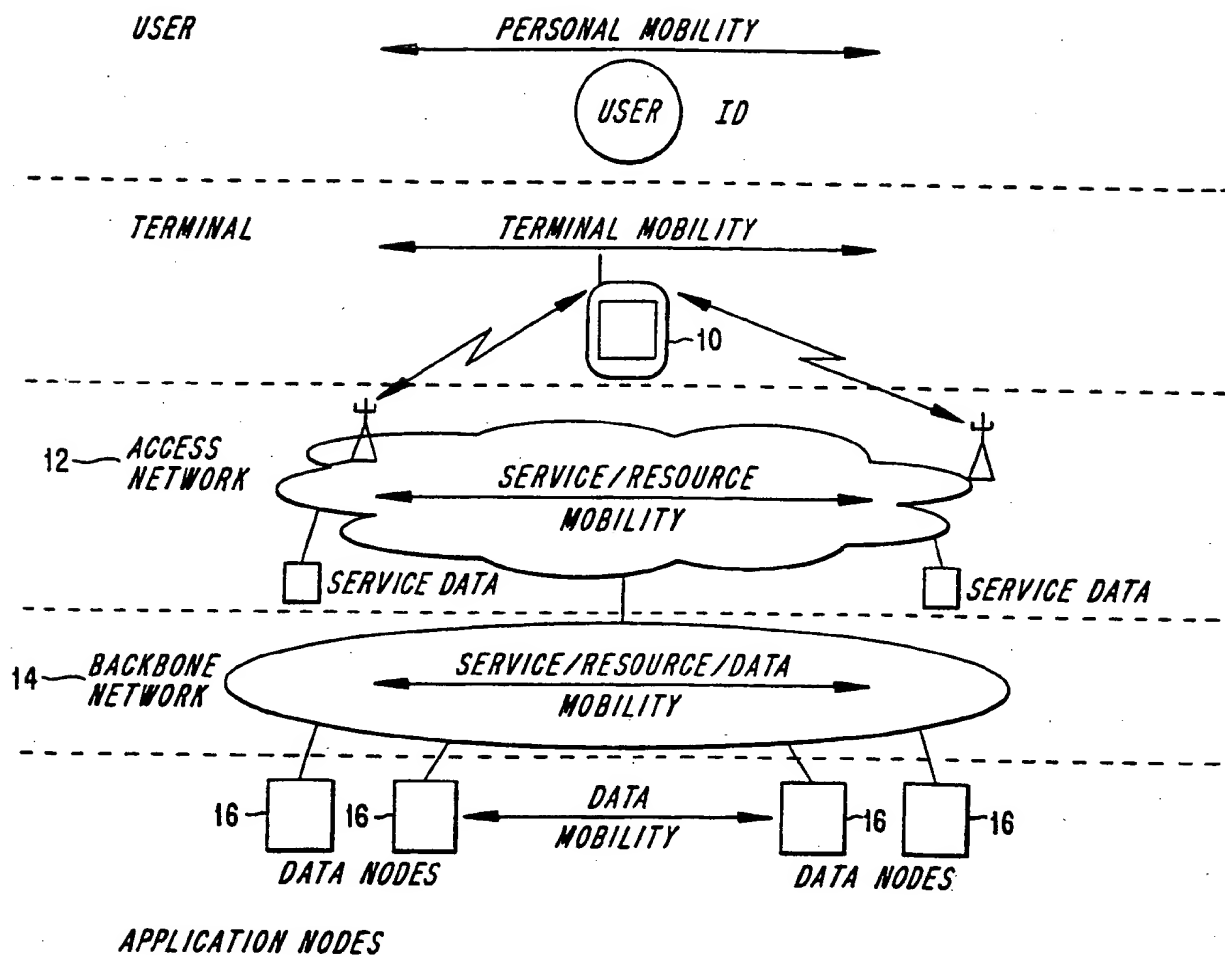 USER
PERSONAL MOBILITY
USER ID
TERMINAL
TERMINAL MOBILITY
10
12
ACCESS
NETWORK
SERVICE/RESOURCE
MOBILITY
SERVICE DATA
SERVICE DATA
14
BACKBONE
NETWORK
SERVICE/RESOURCE/DATA
MOBILITY
16
16
DATA
MOBILITY
16
16
DATA NODES
DATA NODES
APPLICATION NODES